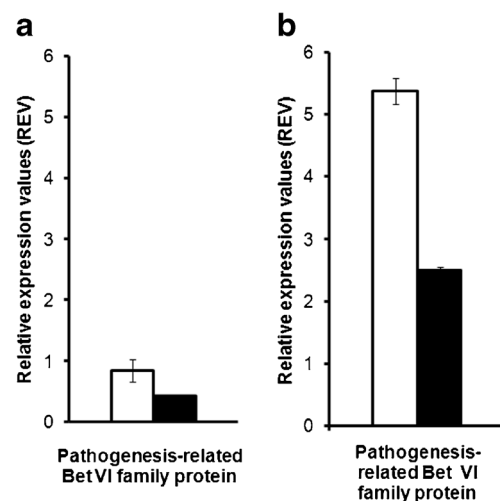 a
Relative expression values (REV)
6
5
4
3
2
1
0
Pathogenesis-related
Bet VI family protein
b
Relative expression values (REV)
6
5
4
3
2
1
0
Pathogenesis-
related Bet VI
family protein